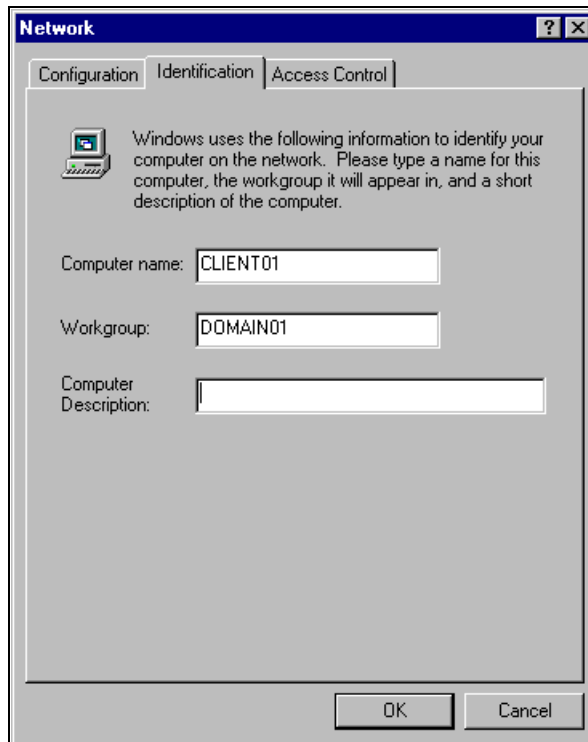 Network
Configuration Identification Access Control
Windows uses the following information to identify your
computer on the network. Please type a name for this
computer, the workgroup it will appear in, and a short
description of the computer.
Computer name: CLIENT01
Workgroup: DOMAIN01
Computer
Description:
OK Cancel